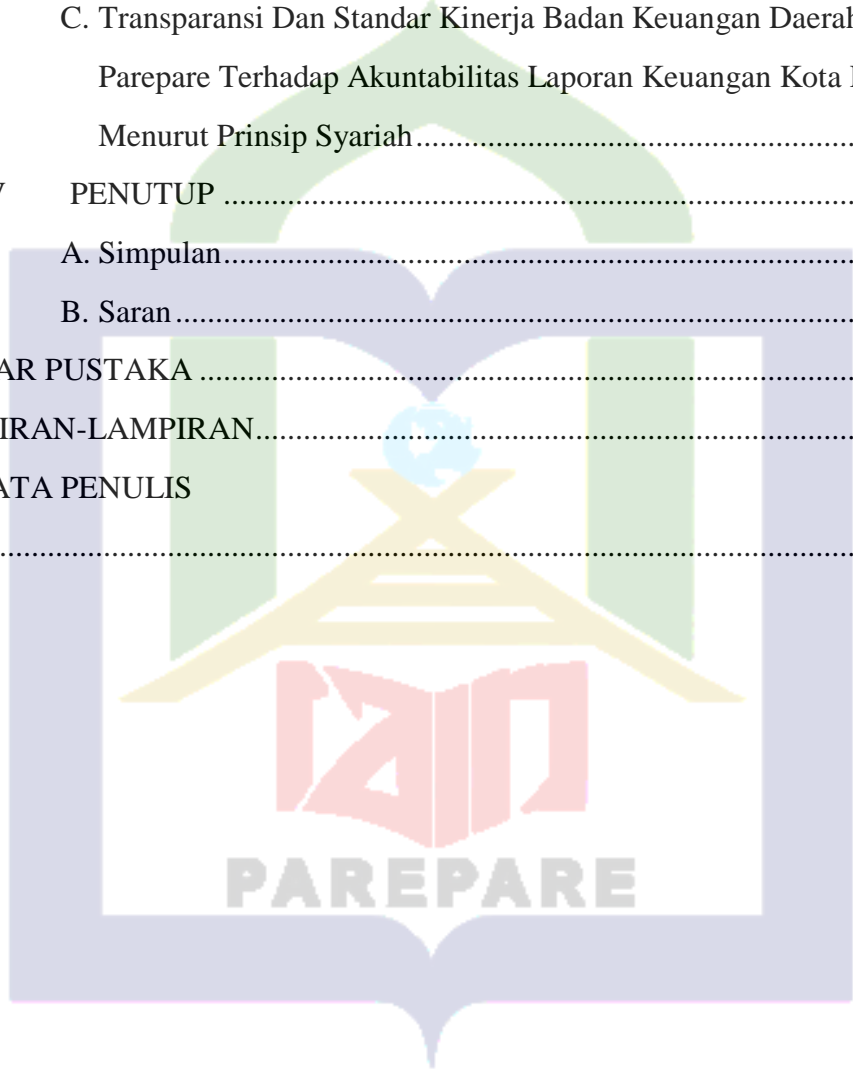 C. Transparansi Dan Standar Kinerja Badan Keuangan Daerah
Parepare Terhadap Akuntabilitas Laporan Keuangan Kota
Menurut Prinsip Syariah....................................................
PENUTUP ....................................................................................
A. Simpulan....................................................................................
B. Saran ..........................................................................................
AR PUSTAKA ..............................................................................
IRAN-LAMPIRAN........................................................................
ATA PENULIS
......................................................................................................
PAREPARE